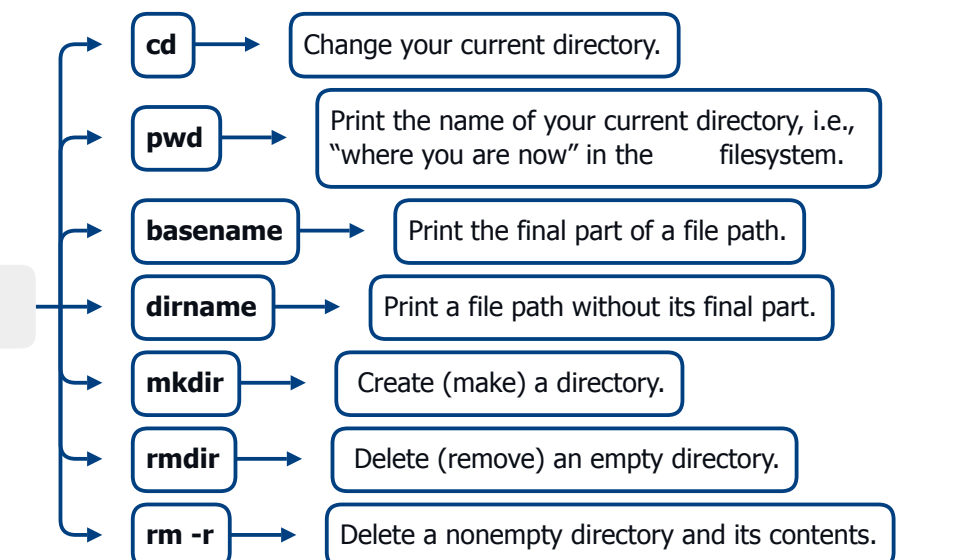 cd
Change your current directory.
pwd
Print the name of your current directory, i.e.,
“where you are now” in the filesystem.
basename
Print the final part of a file path.
dirname
Print a file path without its final part.
mkdir
Create (make) a directory.
rmdir
Delete (remove) an empty directory.
rm -r
Delete a nonempty directory and its contents.